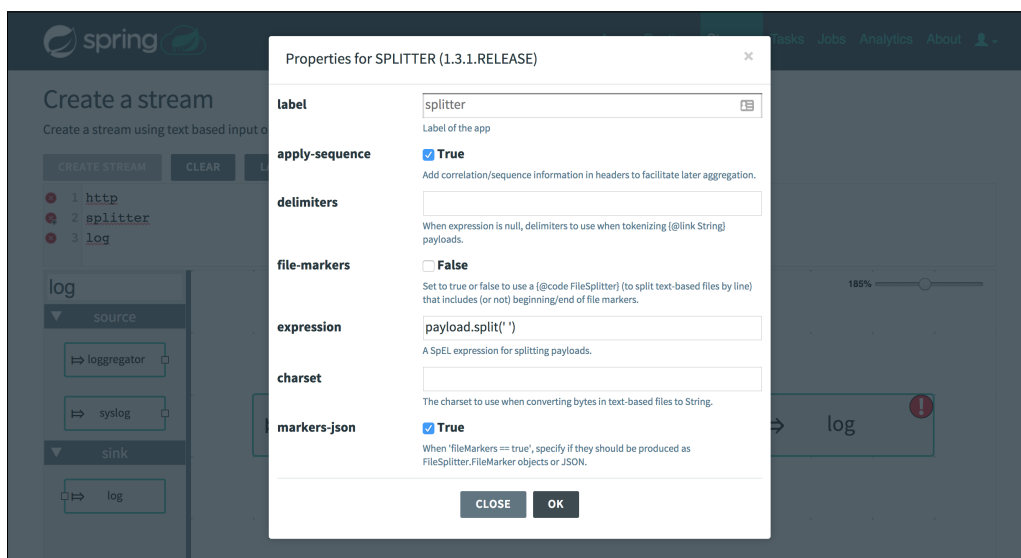 spring
Tasks Jobs Analytics About
Properties for SPLITTER (1.3.1.RELEASE)
×
Create a stream
Create a stream using text based input o
CREATE STREAM CLEAR
1 http
2 splitter
3 log
label splitter
Label of the app
apply-sequence True
Add correlation/sequence information in headers to facilitate later aggregation.
delimiters
When expression is null, delimiters to use when tokenizing {@link String}
payloads.
file-markers False
Set to true or false to use a {@code FileSplitter} (to split text-based files by line)
that includes (or not) beginning/end of file markers.
expression payload.split(' ')
A SpEL expression for splitting payloads.
charset
The charset to use when converting bytes in text-based files to String.
markers-json True
When 'fileMarkers == true', specify if they should be produced as
FileSplitter.FileMarker objects or JSON.
CLOSE OK
log
source
loggregator
syslog
sink
log
185%
log